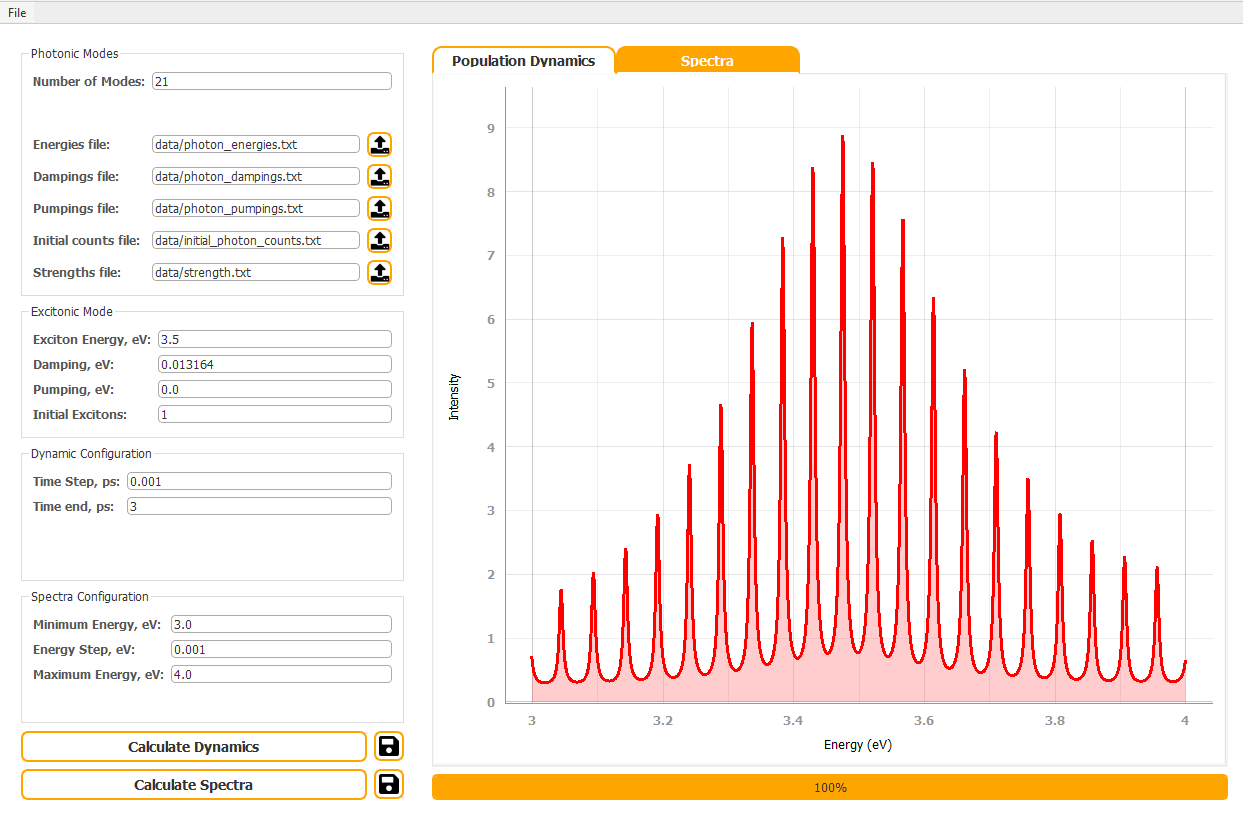 File
Photonic Modes
Number of Modes: 21
Energies file: data/photon_energies.txt
Dampings file: data/photon_dampings.txt
Pumpings file: data/photon_pumpings.txt
Initial counts file: data/initial_photon_counts.txt
Strengths file: data/strength.txt
Excitonic Mode
Exciton Energy, eV: 3.5
Damping, eV: 0.013164
Pumping, eV: 0.0
Initial Excitons: 1
Dynamic Configuration
Time Step, ps: 0.001
Time end, ps: 3
Spectra Configuration
Minimum Energy, eV: 3.0
Energy Step, eV: 0.001
Maximum Energy, eV: 4.0
Calculate Dynamics
Calculate Spectra
Population Dynamics Spectra
9
8
7
6
5
4
3
2
1
0
Intensity
3 3.2 3.4 3.6 3.8 4
Energy (eV)
100%